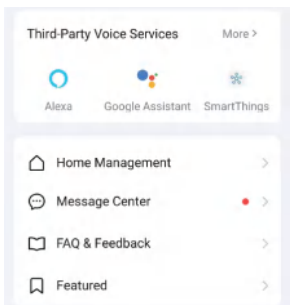 Third-Party Voice Services More >
Alexa Google Assistant SmartThings
Home Management
Message Center
FAQ & Feedback
Featured